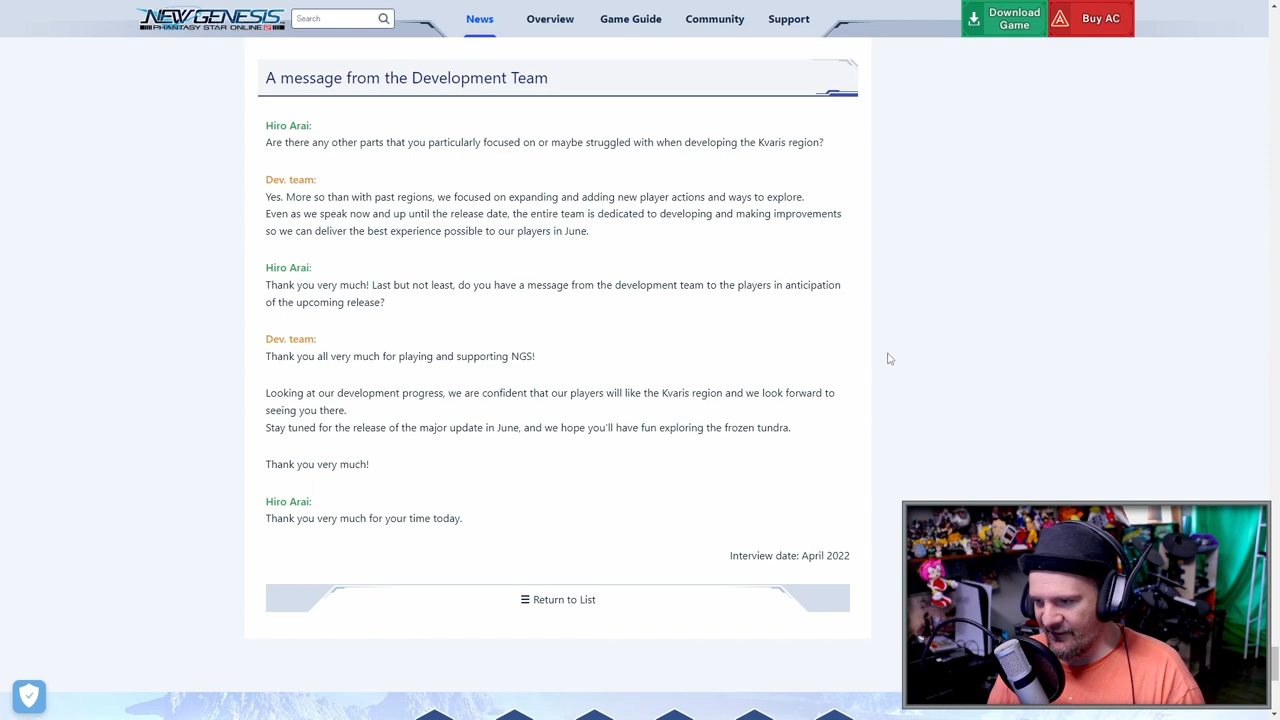 NEW GENESIS
PHANTASY STAR ONLINE 2
Search
News
Overview
Game Guide
Community
Support
Download
Game
Buy AC
A message from the Development Team
Hiro Arai:
Are there any other parts that you particularly focused on or maybe struggled with when developing the Kvaris region?
Dev. team:
Yes. More so than with past regions, we focused on expanding and adding new player actions and ways to explore.
Even as we speak now and up until the release date, the entire team is dedicated to developing and making improvements
so we can deliver the best experience possible to our players in June.
Hiro Arai:
Thank you very much! Last but not least, do you have a message from the development team to the players in anticipation
of the upcoming release?
Dev. team:
Thank you all very much for playing and supporting NGS!
Looking at our development progress, we are confident that our players will like the Kvaris region and we look forward to
seeing you there.
Stay tuned for the release of the major update in June, and we hope you'll have fun exploring the frozen tundra.
Thank you very much!
Hiro Arai:
Thank you very much for your time today.
Interview date: April 2022
Return to List